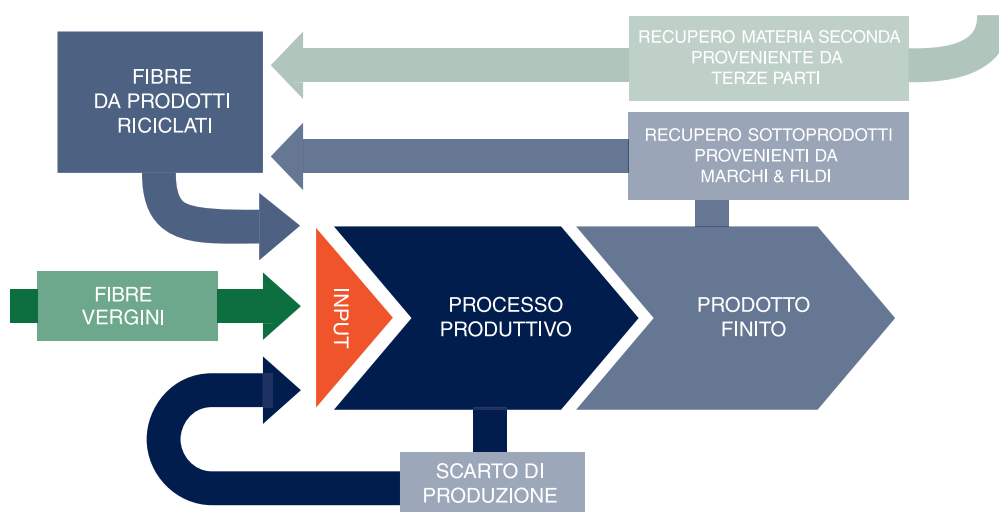 FIBRE
DA PRODOTTI
RICICLATI
RECUPERO MATERIA SECONDA
PROVENIENTE DA
TERZE PARTI
RECUPERO SOTTOPRODOTTI
PROVENIENTI DA
MARCHI & FILDI
FIBRE
VERGINI
INPUT
PROCESSO
PRODUTTIVO
PRODOTTO
FINITO
SCARTO DI
PRODUZIONE